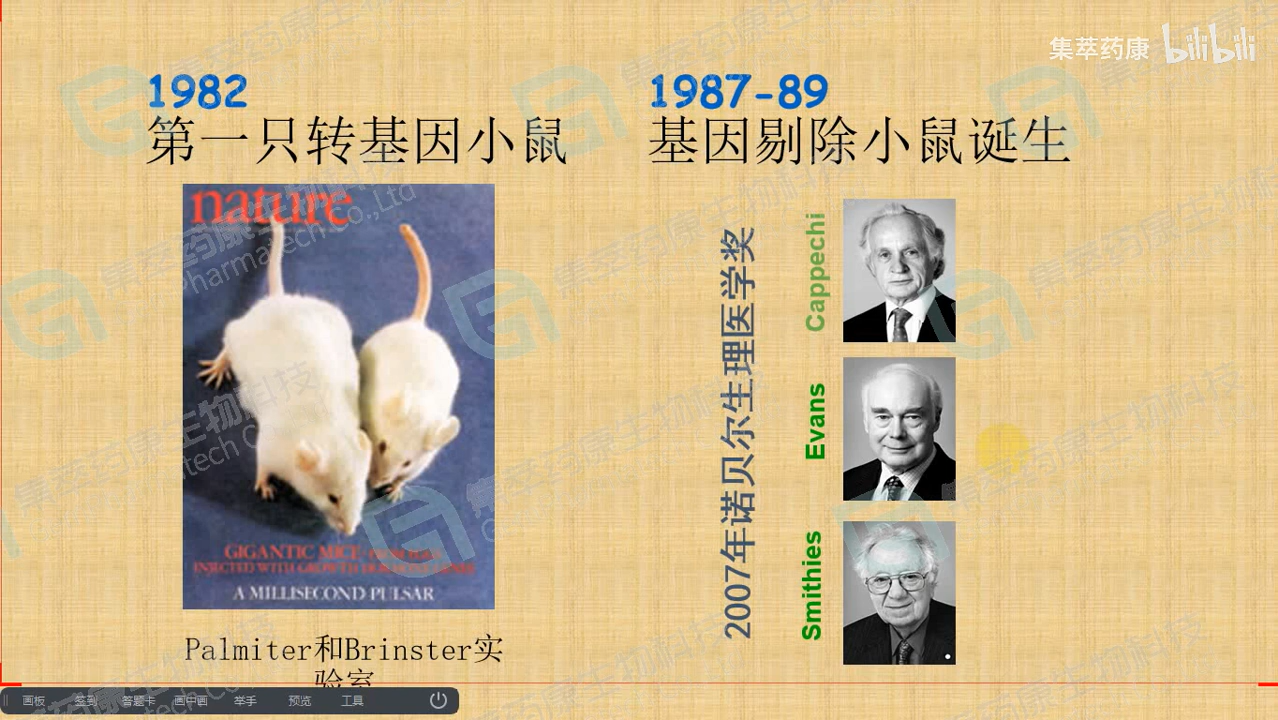 集萃药康 bilibili
1982
第一只转基因小鼠
1987-89
基因剔除小鼠诞生
nature
GIGANTIC MICE
INJECTED WITH GROWTH
A MILLISECOND PULSAR
Palmiter和Brinster实
验室
2007年诺贝尔生理医学奖
Cappechi
Evans
Smithies
画板 签到 答题卡 画中画 举手 预览 工具